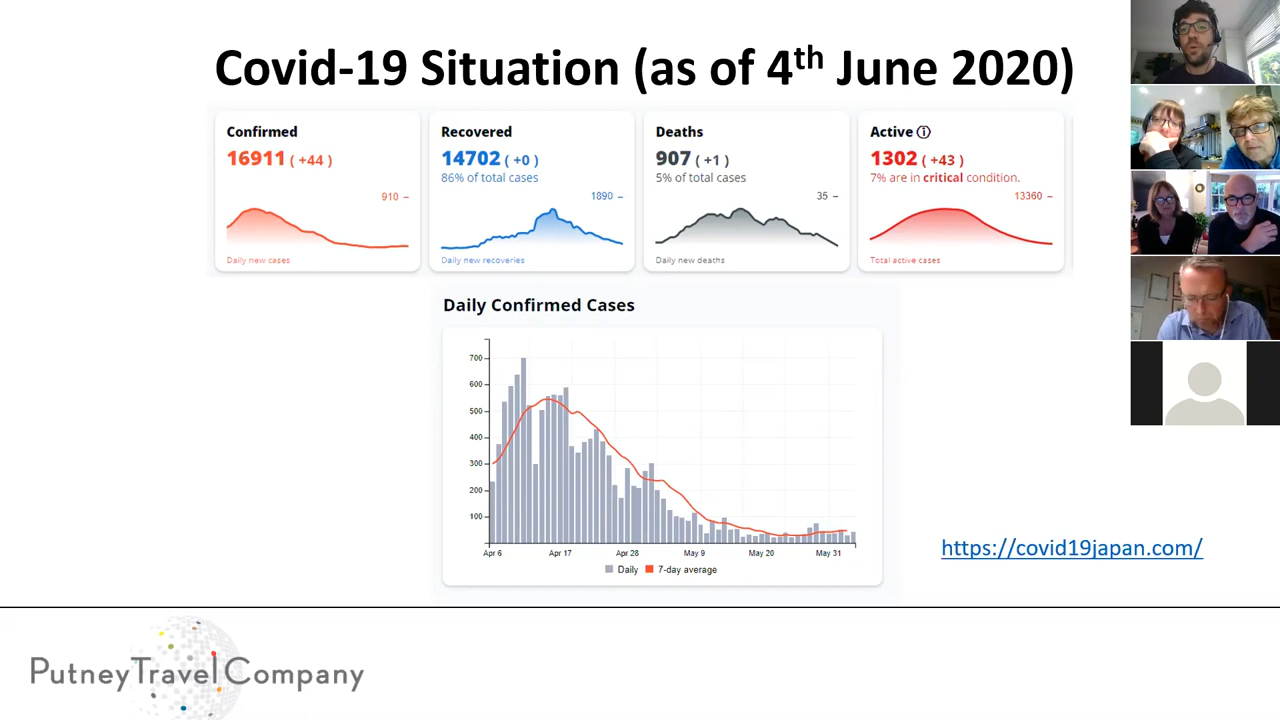 Covid-19 Situation (as of 4th June 2020)
Confirmed
16911 ( +44 )
910
Daily new cases
Recovered
14702 ( +0 )
86% of total cases
1890
Daily new recoveries
Deaths
907 ( +1 )
5% of total cases
35
Daily new deaths
Active ⓘ
1302 ( +43 )
7% are in critical condition.
13360
Total active cases
Daily Confirmed Cases
700
600
500
400
300
200
100
Apr 6 Apr 17 Apr 28 May 9 May 20 May 31
Daily 7-day average
https://covid19japan.com/
PutneyTravelCompany